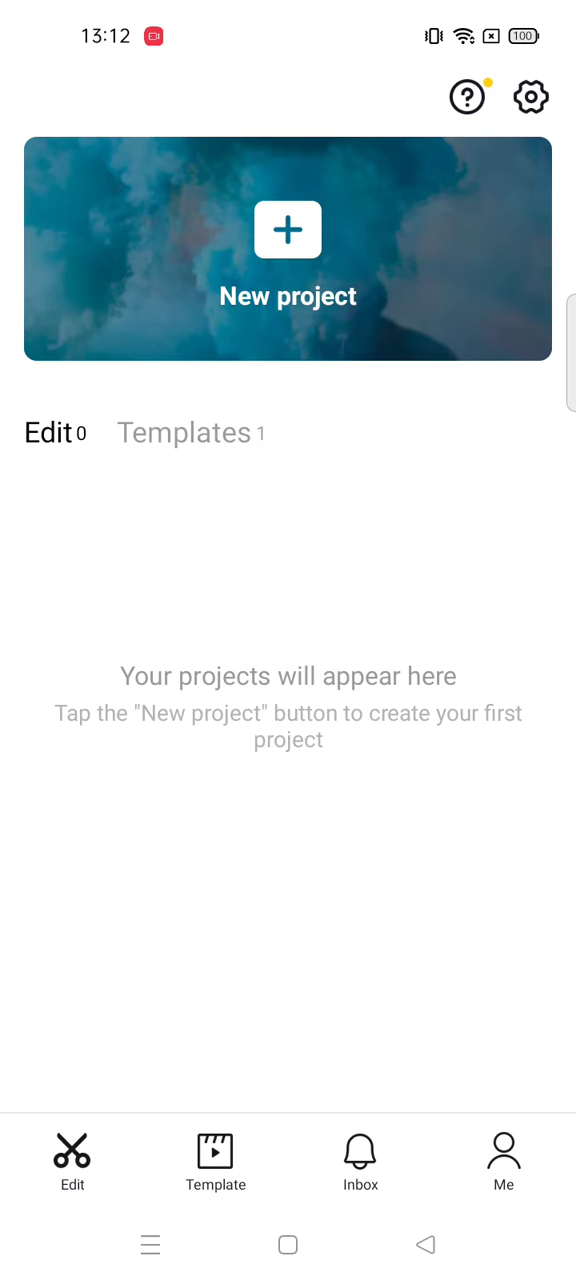 13:12
100
New project
Edit 0
Templates 1
Your projects will appear here
Tap the "New project" button to create your first
project
Edit
Template
Inbox
Me